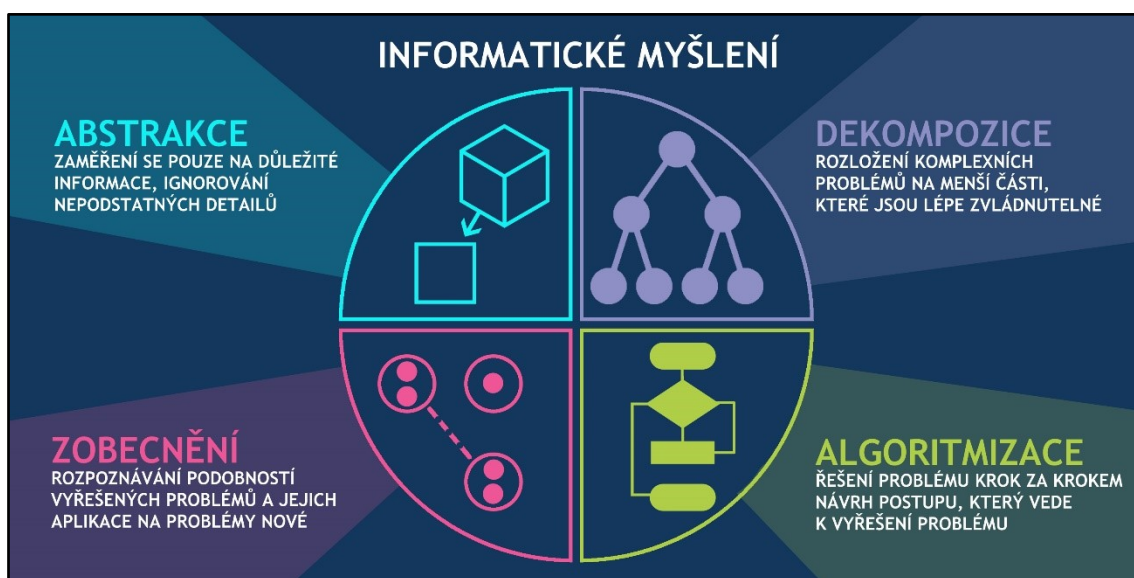 INFORMATICKÉ MYŠLENÍ
ABSTRAKCE
ZAMĚŘENÍ SE POUZE NA DŮLEŽITÉ
INFORMACE, IGNOROVÁNÍ
NEPODSTATNÝCH DETAILŮ
DEKOMPOZICE
ROZLOŽENÍ KOMPLEXNÍCH
PROBLÉMŮ NA MENŠÍ ČÁSTI,
KTERÉ JSOU LÉPE ZVLÁDNUTELNÉ
ZOBECNĚNÍ
ROZPOZNÁVÁNÍ PODOBNOSTÍ
VYŘEŠENÝCH PROBLÉMŮ A JEJICH
APLIKACE NA PROBLÉMY NOVÉ
ALGORITMIZACE
ŘEŠENÍ PROBLÉMU KROK ZA KROKEM
NÁVRH POSTUPU, KTERÝ VEDE
K VYŘEŠENÍ PROBLÉMU